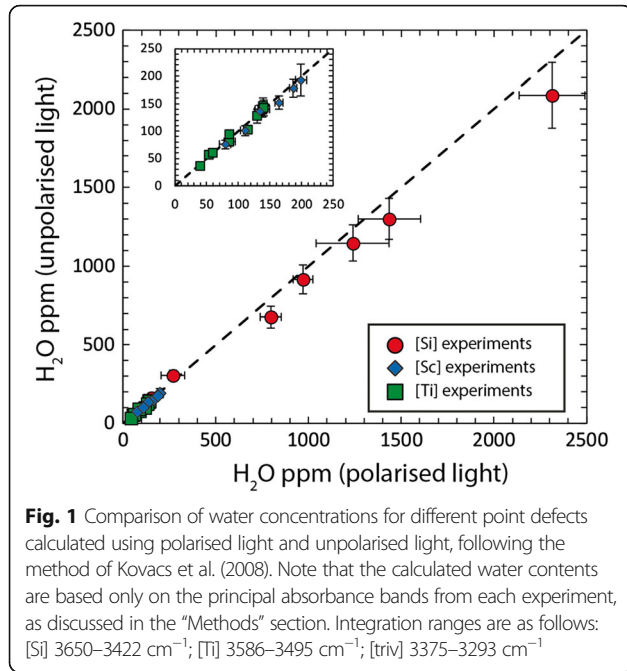 2500
2000
1500
1000
500
0
H₂O ppm (unpolarised light)
250
200
150
100
50
0
0 50 100 150 200 250
[Si] experiments
[Sc] experiments
[Ti] experiments
0 500 1000 1500 2000 2500
H₂O ppm (polarised light)
Fig. 1 Comparison of water concentrations for different point defects
calculated using polarised light and unpolarised light, following the
method of Kovacs et al. (2008). Note that the calculated water contents
are based only on the principal absorbance bands from each experiment,
as discussed in the “Methods” section. Integration ranges are as follows:
[Si] 3650–3422 cm⁻¹; [Ti] 3586–3495 cm⁻¹; [triv] 3375–3293 cm⁻¹